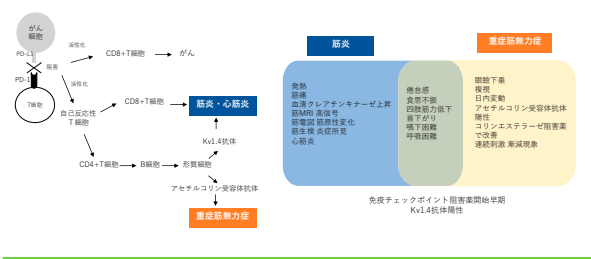 がん
細胞
PD-L1
阻害
PD-1
T細胞
活性化
CD8+T細胞
がん
活性化
自己反応性
T細胞
CD8+T細胞
筋炎・心筋炎
Kv1.4抗体
CD4+T細胞
B細胞
形質細胞
アセチルコリン受容体抗体
重症筋無力症
筋炎
重症筋無力症
発熱
筋痛
血清クレアチンキナーゼ上昇
筋MRI 高信号
筋電図 筋原性変化
筋生検 炎症所見
心筋炎
倦怠感
食思不振
四肢筋力低下
首下がり
嚥下困難
呼吸困難
眼瞼下垂
複視
日内変動
アセチルコリン受容体抗体
陽性
コリンエステラーゼ阻害薬
で改善
連続刺激 漸減現象
免疫チェックポイント阻害薬開始早期
Kv1.4抗体陽性